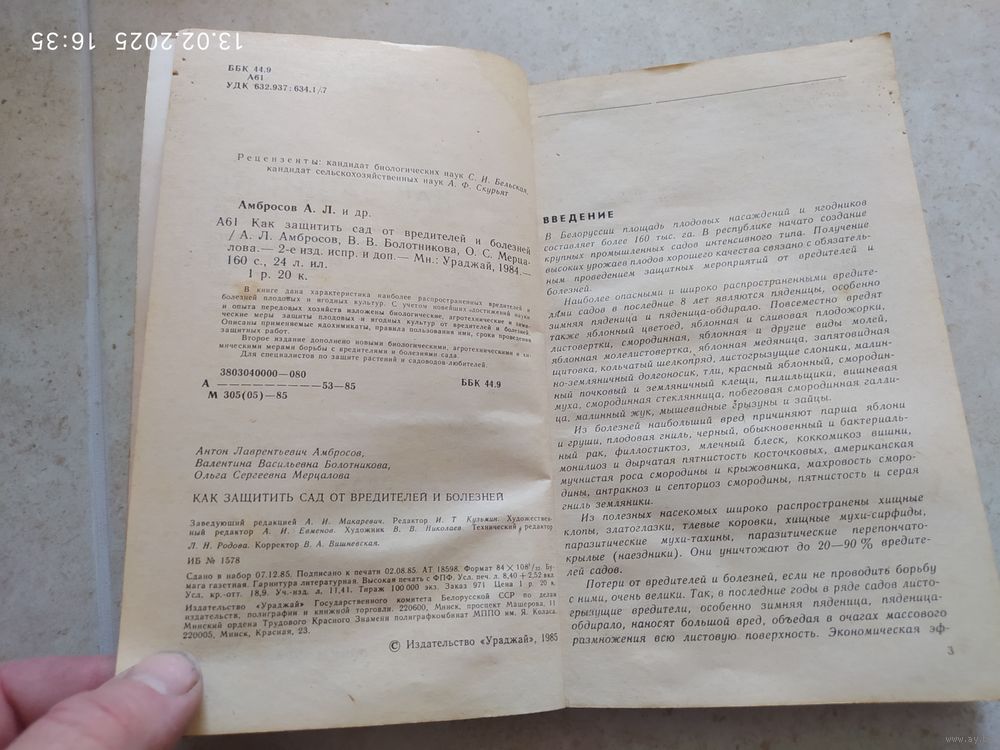 13.02.2025 16:35
ББК 44.9
А61
УДК 632.937:634.1/.7
Рецензенты: кандидат биологических наук С. И. Бельская,
кандидат сельскохозяйственных наук А. Ф. Скурьят
Амбросов А. Л. и др.
А61 Как защитить сад от вредителей и болезней
/ А. Л. Амбросов, В. В. Болотникова, О. С. Мерца-
лова.— 2-е изд. испр. и доп.— Мн.: Ураджай, 1984.—
160 с., 24 л. ил.
1 р. 20 к.
В книге дана характеристика наиболее распространенных вредителей и
болезней плодовых и ягодных культур. С учетом новейших достижений науки
и опыта передовых хозяйств изложены биологические, агротехнические и хими-
ческие меры защиты плодовых и ягодных культур от вредителей и болезней.
Описаны применяемые ядохимикаты, правила пользования ими, сроки проведения
защитных работ.
Второе издание дополнено новыми биологическими, агротехническими и хи-
мическими мерами борьбы с вредителями и болезнями сада.
Для специалистов по защите растений и садоводов-любителей.
3803040000—080
А — — — — — — — —53—85
ББК 44.9
М 305(05)—85
Антон Лаврентьевич Амбросов,
Валентина Васильевна Болотникова,
Ольга Сергеевна Мерцалова
КАК ЗАЩИТИТЬ САД ОТ ВРЕДИТЕЛЕЙ И БОЛЕЗНЕЙ
Заведующий редакцией А. И. Макаревич. Редактор И. Т Кузьмин. Художествен-
ный редактор А. И. Евменов. Художник В. В. Николаев. Технический редактор
Л. Н. Родова. Корректор В. А. Вишневская.
ИБ № 1578
Сдано в набор 07.12.85. Подписано к печати 02.08.85. АТ 18598. Формат 84×108¹/₃₂. Бу-
мага газетная. Гарнитура литературная. Высокая печать с ФПФ. Усл. печ. л. 8,40+2,52 вкл
Усл. кр.-отт. 18,9. Уч.-изд. л. 11,41. Тираж 100 000 экз. Заказ 971 Цена 1 р. 20 к.
Издательство «Ураджай» Государственного комитета Белорусской ССР по делам
издательств, полиграфии и книжной торговли. 220600, Минск, проспект Машерова, 11
Минский ордена Трудового Красного Знамени полиграфкомбинат МППО им. Я. Коласа.
220005, Минск, Красная, 23.
© Издательство «Ураджай», 1985
ВВЕДЕНИЕ
В Белоруссии площадь плодовых насаждений и ягодников
составляет более 160 тыс. га. В республике начато создание
крупных промышленных садов интенсивного типа. Получение
высоких урожаев плодов хорошего качества связано с обязатель-
ным проведением защитных мероприятий от вредителей и
болезней.
Наиболее опасными и широко распространенными вредите-
лями садов в последние 8 лет являются пяденицы, особенно
зимняя пяденица и пяденица-обдирало. Повсеместно вредят
также яблонный цветоед, яблонная и сливовая плодожорки,
листовертки, смородинная, яблонная и другие виды молей,
яблонная молелистовертка, яблонная медяница, запятовидная
щитовка, кольчатый шелкопряд, листогрызущие слоники, малин-
но-земляничный долгоносик, тли, красный яблонный, смородин-
ный почковый и земляничный клещи, пилильщики, вишневая
муха, смородинная стеклянница, побеговая смородинная галли-
ца, малинный жук, мышевидные грызуны и зайцы.
Из болезней наибольший вред причиняют парша яблони
и груши, плодовая гниль, черный, обыкновенный и бактериаль-
ный рак, филлостиктоз, млечный блеск, коккомикоз вишни,
монилиоз и дырчатая пятнистость косточковых, американская
мучнистая роса смородины и крыжовника, махровость сморо-
дины, антракноз и септориоз смородины, пятнистость и серая
гниль земляники.
Из полезных насекомых широко распространены хищные
клопы, златоглазки, тлевые коровки, хищные мухи-сирфиды,
паразитические мухи-тахины, паразитические перепончато-
крылые (наездники). Они уничтожают до 20—90 % вредите-
лей садов.
Потери от вредителей и болезней, если не проводить борьбу
с ними, очень велики. Так, в последние годы в ряде садов листо-
грызущие вредители, особенно зимняя пяденица, пяденица-
обдирало, наносят большой вред, объедая в очагах массового
размножения всю листовую поверхность. Экономическая эф-
3
www.ay.by